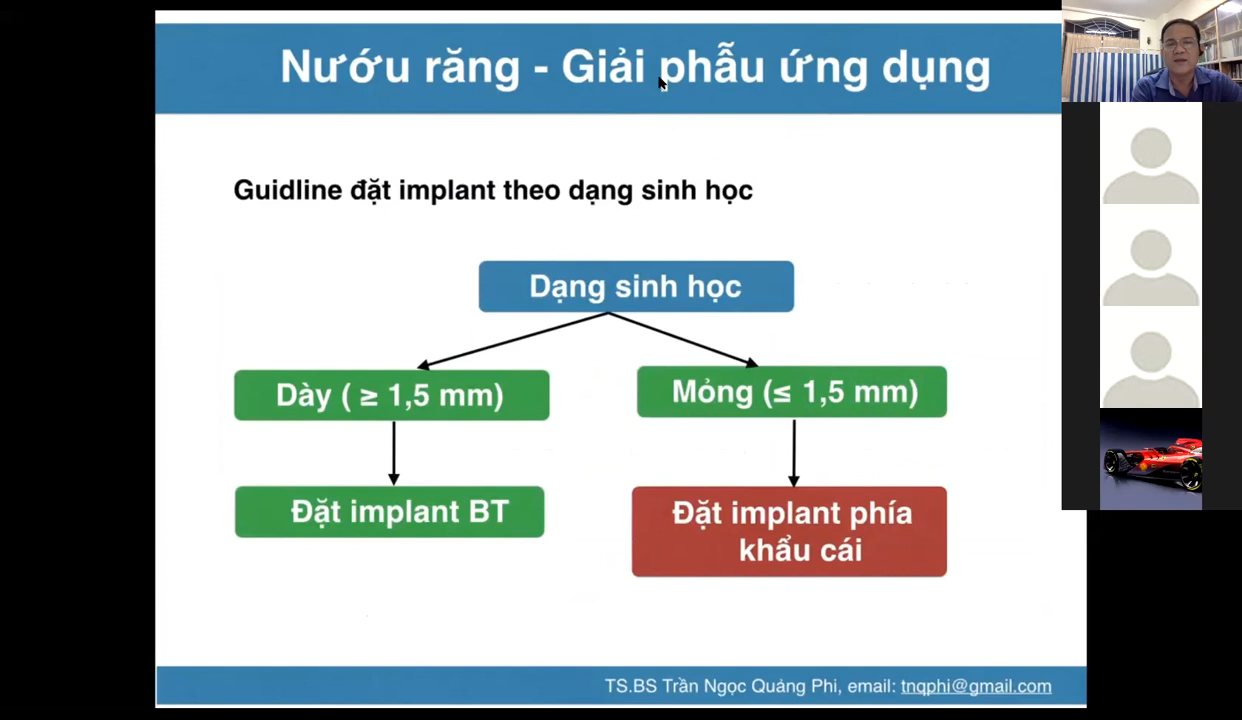 Nướu răng - Giải phẫu ứng dụng
Guidline đặt implant theo dạng sinh học
Dạng sinh học
Dày ( ≥ 1,5 mm)
Mỏng (≤ 1,5 mm)
Đặt implant BT
Đặt implant phía
khẩu cái
TS.BS Trần Ngọc Quảng Phi, email: tnqphi@gmail.com